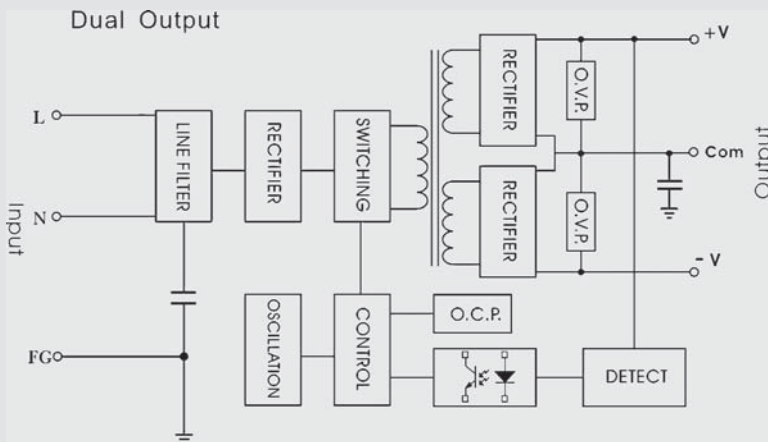 Dual Output
L
N
FG
Input
LINE FILTER
RECTIFIER
SWITCHING
RECTIFIER
RECTIFIER
O.V.P.
O.V.P.
+V
Com
- V
Output
OSCILLATION
CONTROL
O.C.P.
DETECT